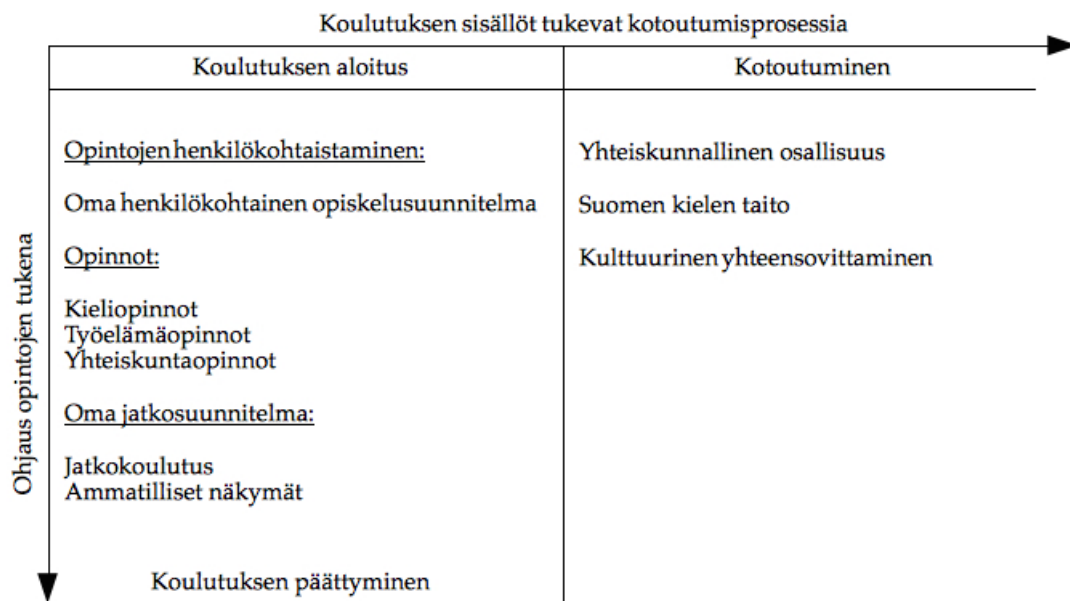 Koulutuksen sisällöt tukevat kotoutumisprosessia
Koulutuksen aloitus
Kotoutuminen
Ohjaus opintojen tukena
Opintojen henkilökohtaistaminen:
Oma henkilökohtainen opiskelusuunnitelma
Opinnot:
Kieliopinnot
Työelämäopinnot
Yhteiskuntaopinnot
Oma jatkosuunnitelma:
Jatkokoulutus
Ammatilliset näkymät
Koulutuksen päättyminen
Yhteiskunnallinen osallisuus
Suomen kielen taito
Kulttuurinen yhteensovittaminen